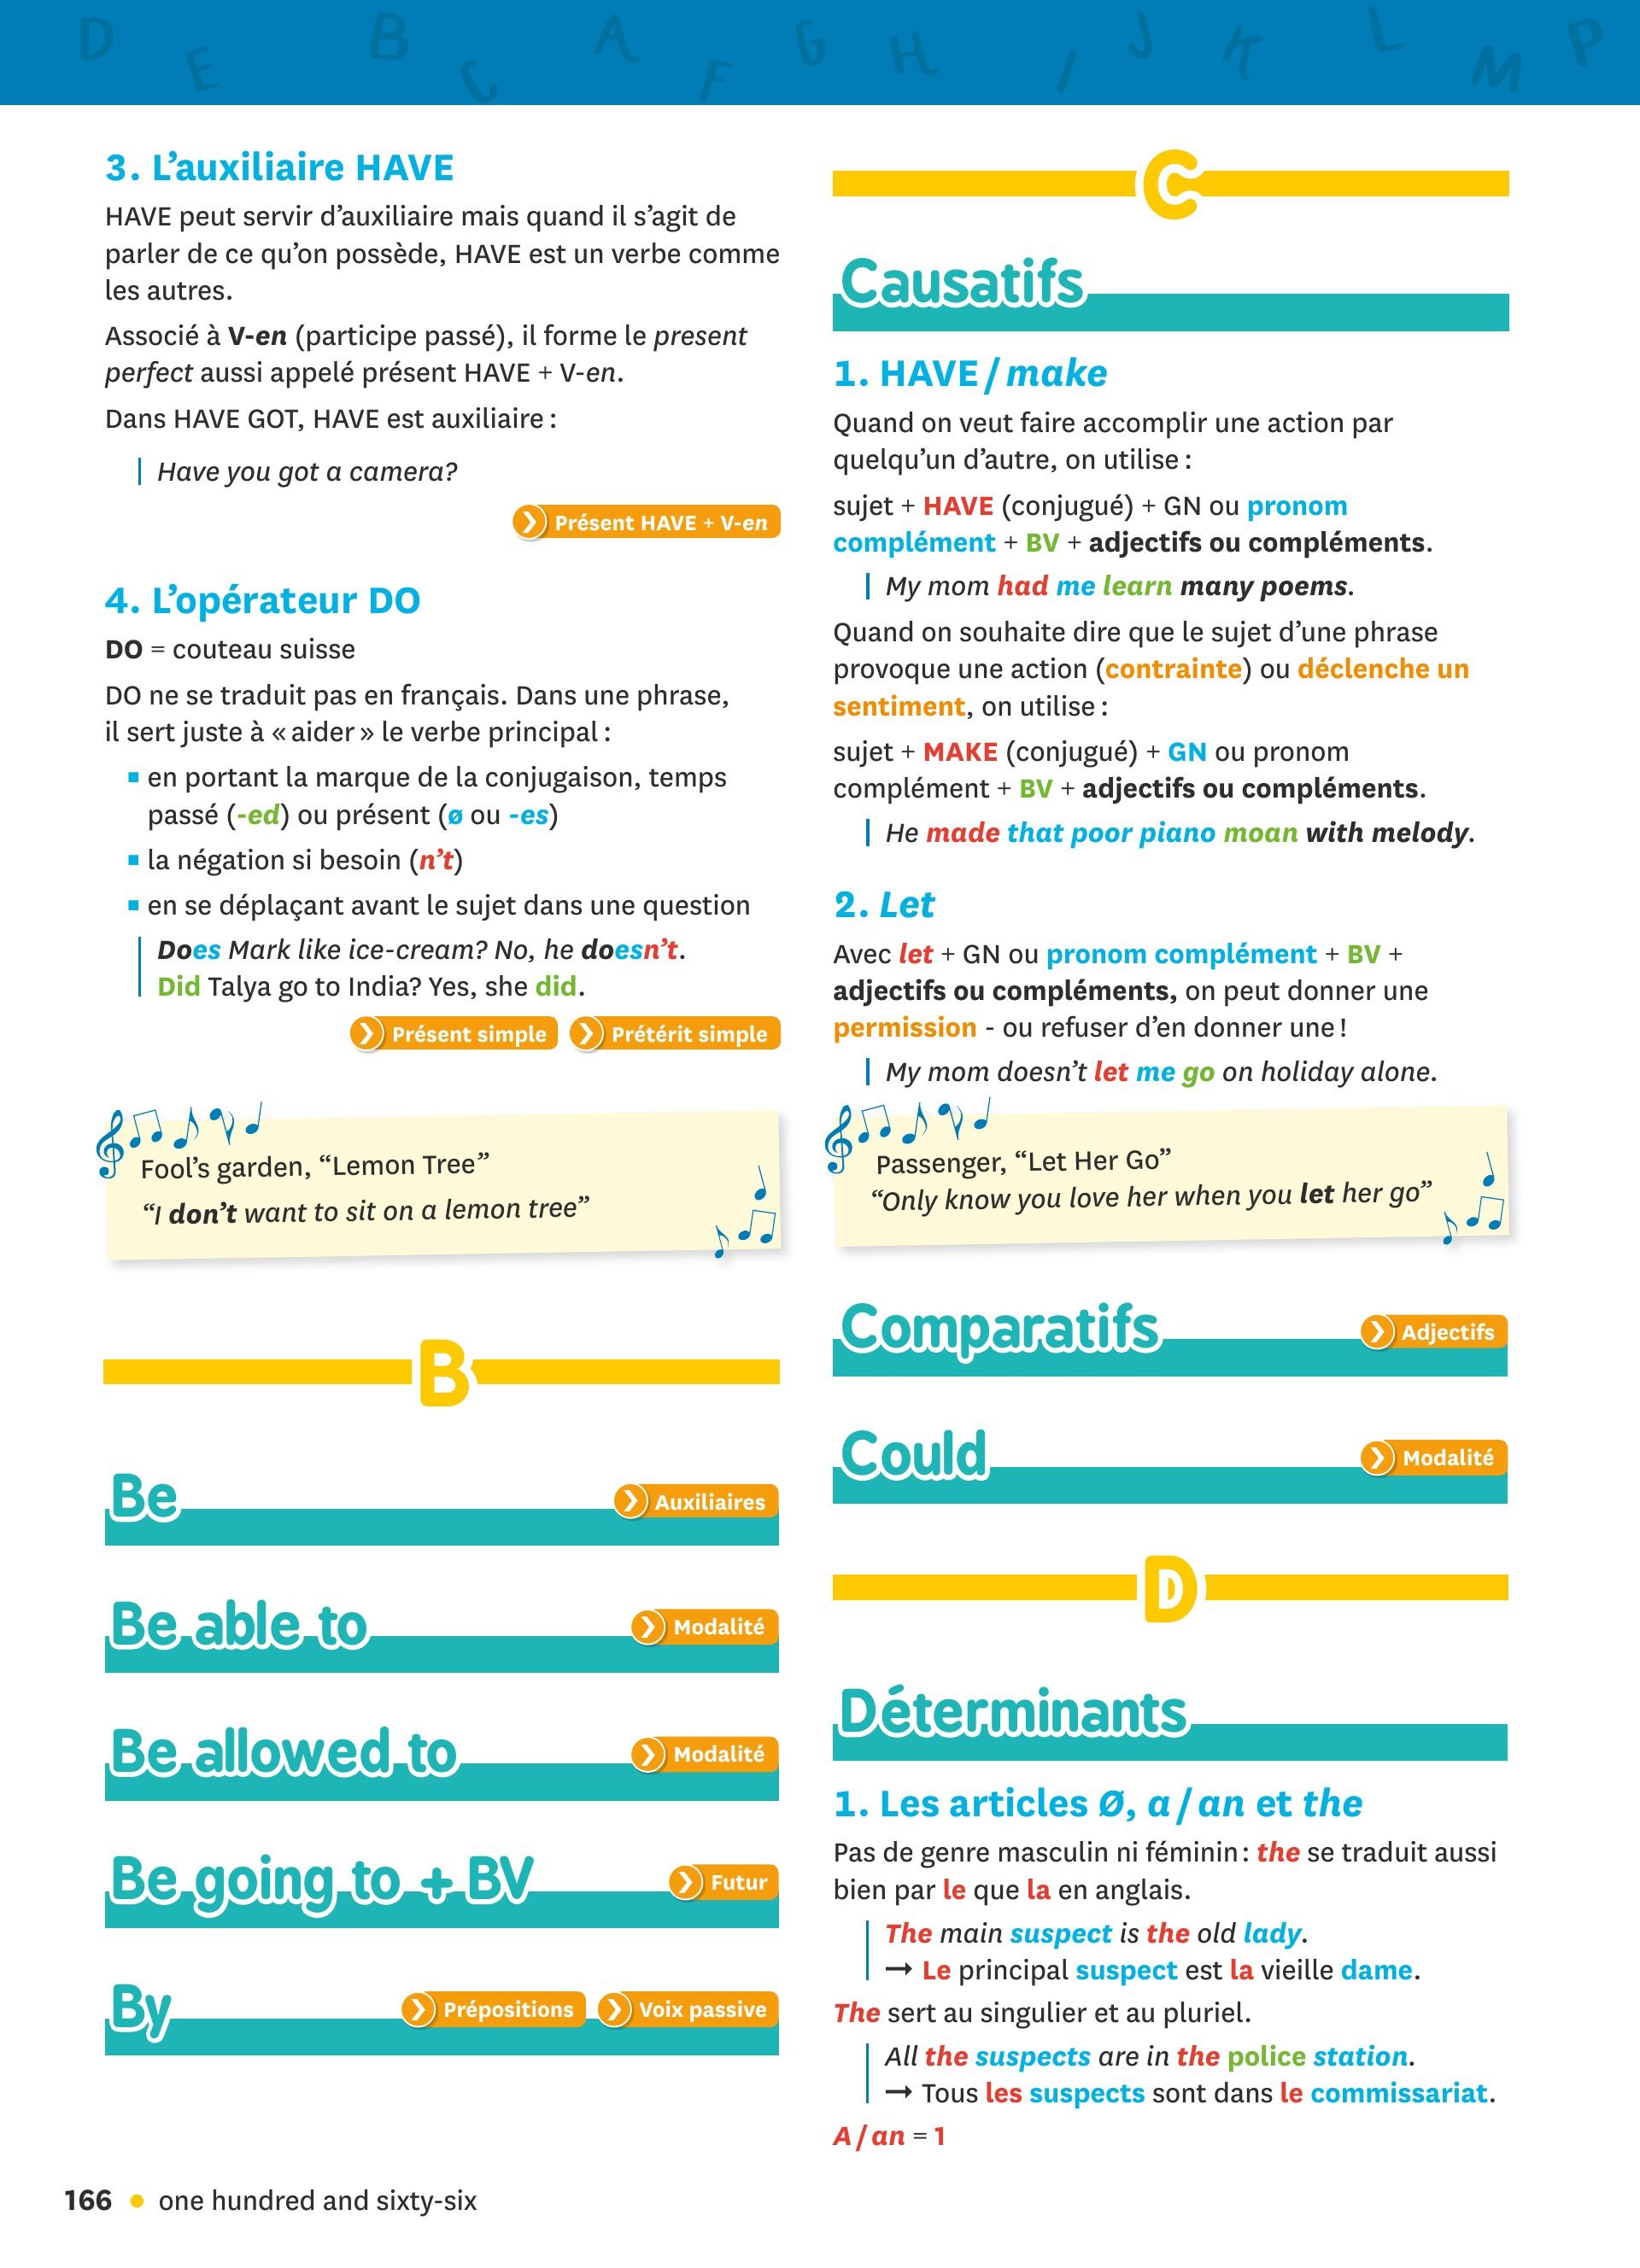 D E B C A F G H I J K L M P
3. L’auxiliaire HAVE
HAVE peut servir d’auxiliaire mais quand il s’agit de
parler de ce qu’on possède, HAVE est un verbe comme
les autres.
Associé à V-en (participe passé), il forme le present
perfect aussi appelé présent HAVE + V-en.
Dans HAVE GOT, HAVE est auxiliaire :
Have you got a camera?
Présent HAVE + V-en
4. L’opérateur DO
DO = couteau suisse
DO ne se traduit pas en français. Dans une phrase,
il sert juste à « aider » le verbe principal :
en portant la marque de la conjugaison, temps
passé (-ed) ou présent (ø ou -es)
la négation si besoin (n’t)
en se déplaçant avant le sujet dans une question
Does Mark like ice-cream? No, he doesn’t.
Did Talya go to India? Yes, she did.
Présent simple Prétérit simple
Fool’s garden, “Lemon Tree”
“I don’t want to sit on a lemon tree”
B
Be Auxiliaires
Be able to Modalité
Be allowed to Modalité
Be going to + BV Futur
By Prépositions Voix passive
C
Causatifs
1. HAVE / make
Quand on veut faire accomplir une action par
quelqu’un d’autre, on utilise :
sujet + HAVE (conjugué) + GN ou pronom
complément + BV + adjectifs ou compléments.
My mom had me learn many poems.
Quand on souhaite dire que le sujet d’une phrase
provoque une action (contrainte) ou déclenche un
sentiment, on utilise :
sujet + MAKE (conjugué) + GN ou pronom
complément + BV + adjectifs ou compléments.
He made that poor piano moan with melody.
2. Let
Avec let + GN ou pronom complément + BV +
adjectifs ou compléments, on peut donner une
permission - ou refuser d’en donner une !
My mom doesn’t let me go on holiday alone.
Passenger, “Let Her Go”
“Only know you love her when you let her go”
Comparatifs Adjectifs
Could Modalité
D
Déterminants
1. Les articles Ø, a / an et the
Pas de genre masculin ni féminin : the se traduit aussi
bien par le que la en anglais.
The main suspect is the old lady.
→ Le principal suspect est la vieille dame.
The sert au singulier et au pluriel.
All the suspects are in the police station.
→ Tous les suspects sont dans le commissariat.
A / an = 1
166 • one hundred and sixty-six